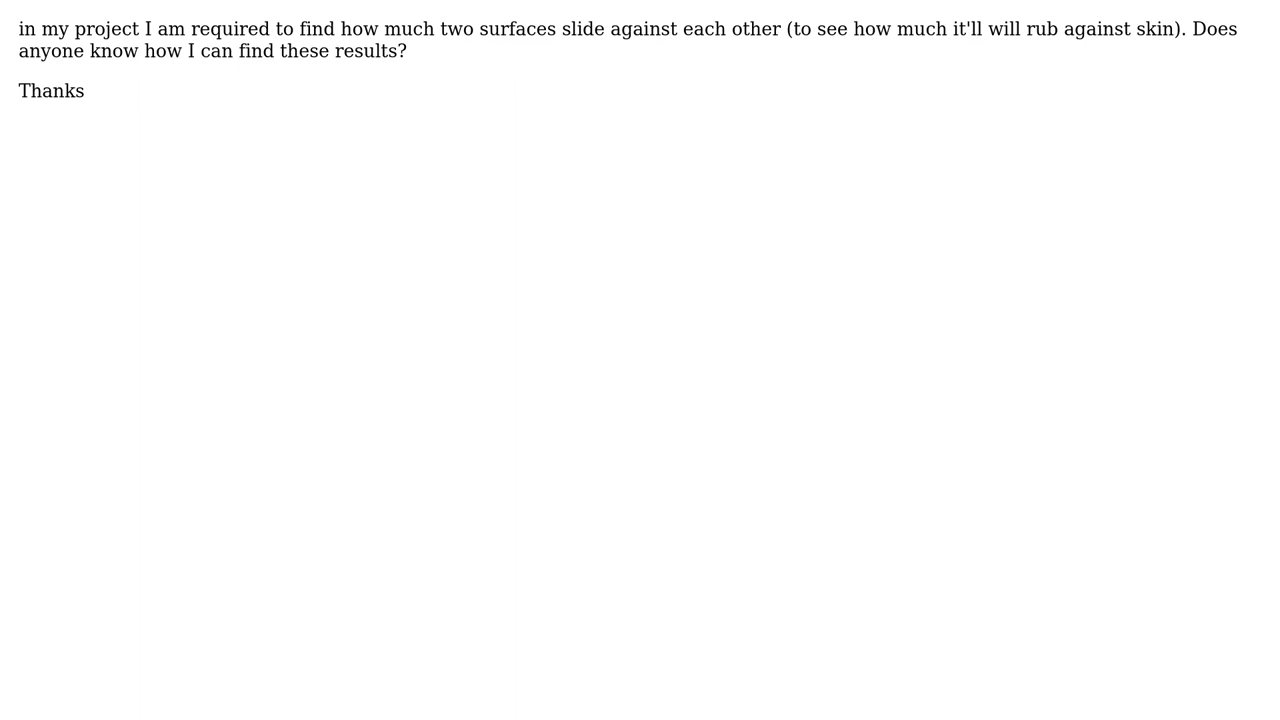 in my project I am required to find how much two surfaces slide against each other (to see how much it'll will rub against skin). Does
anyone know how I can find these results?
Thanks